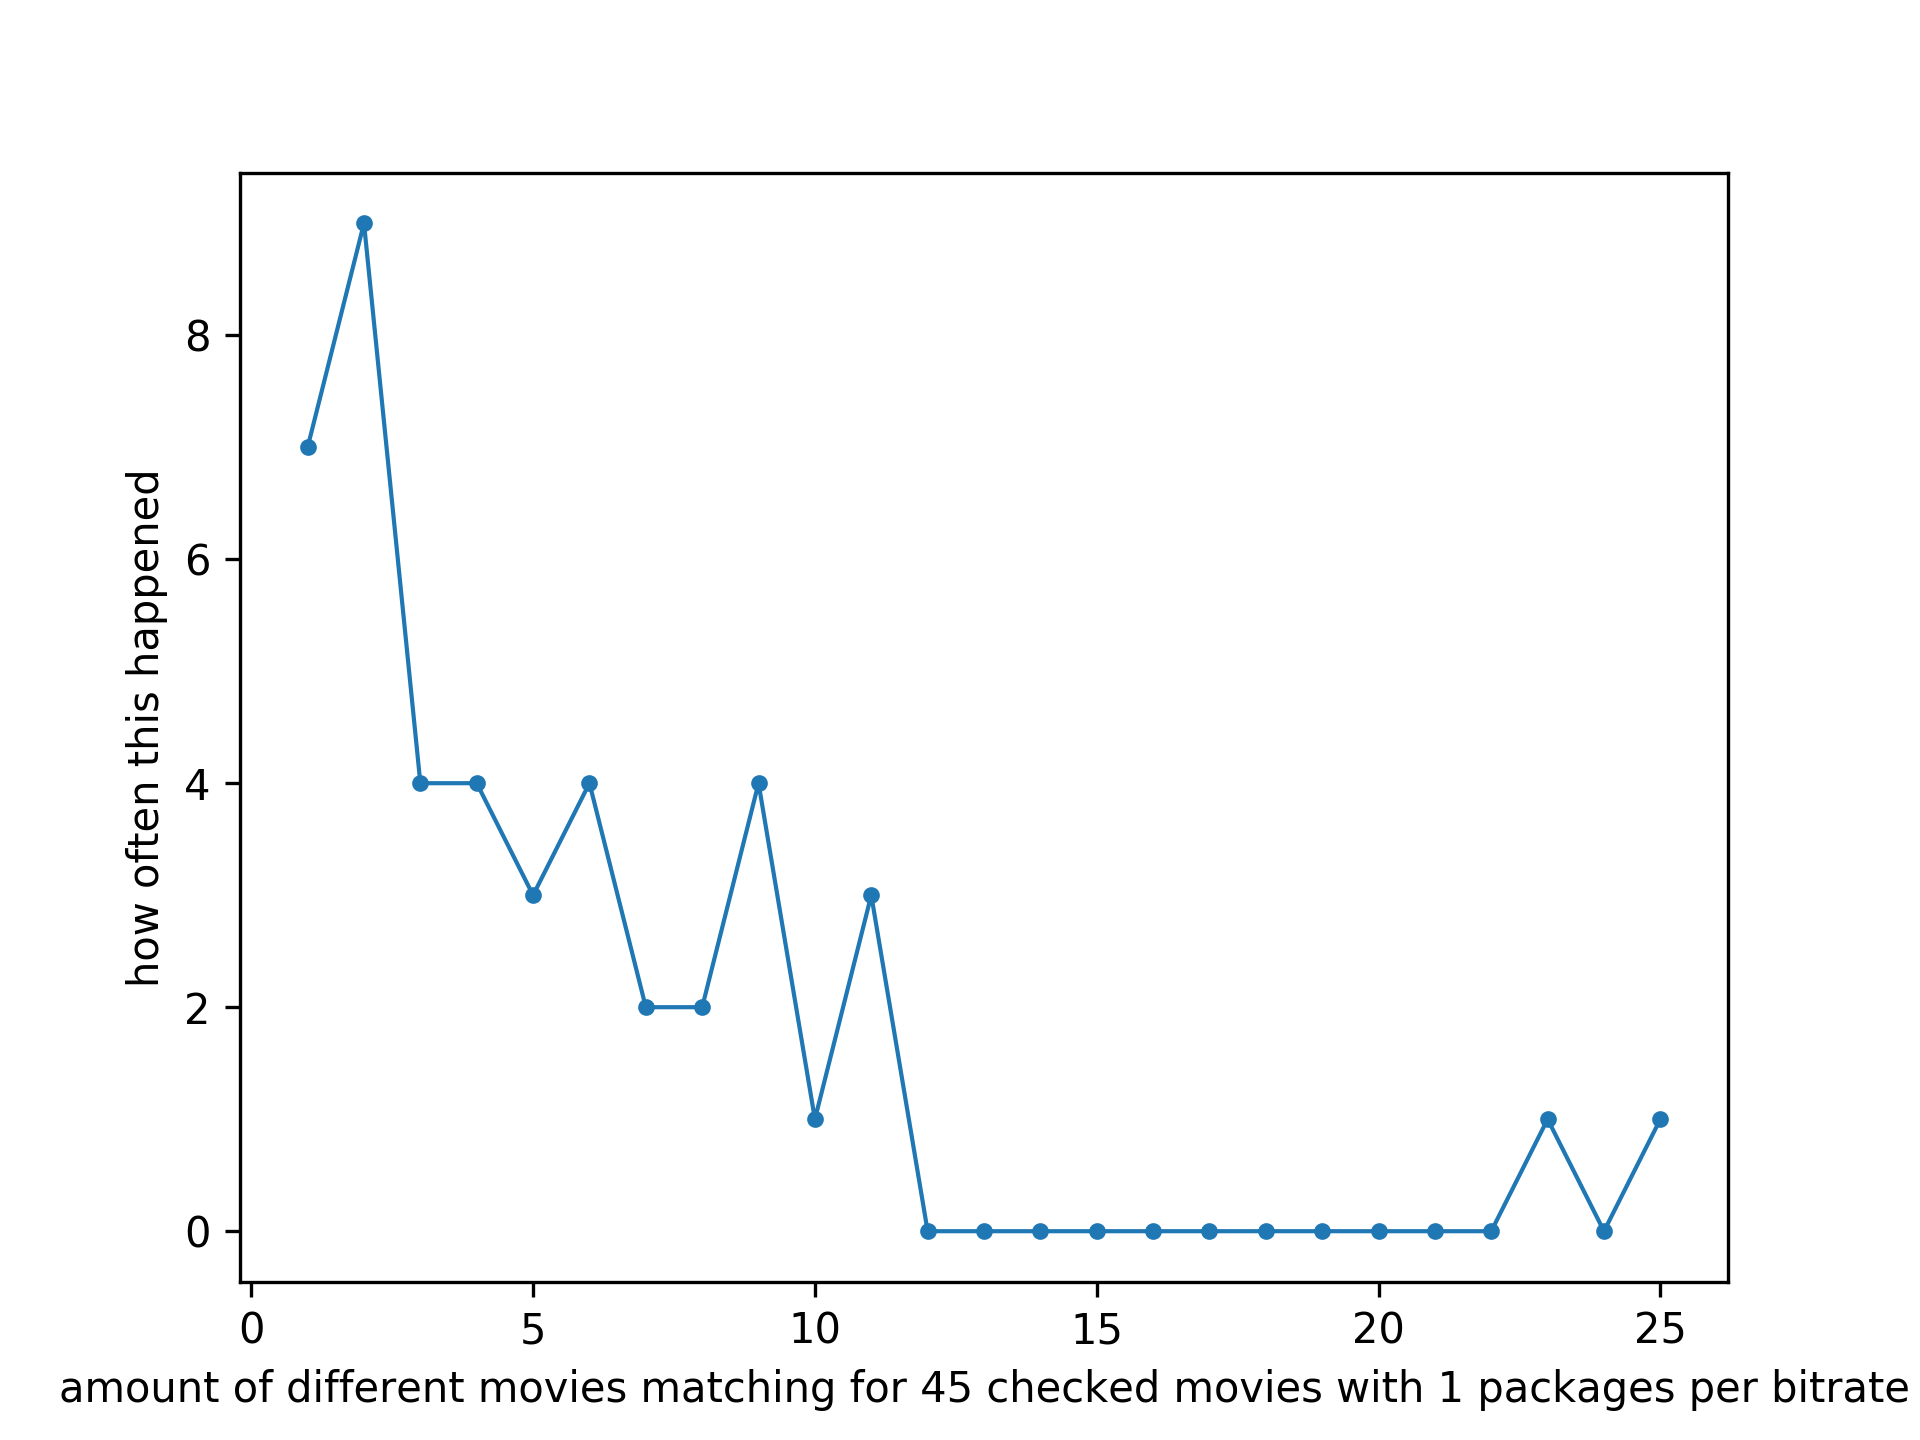 how often this happened
8
6
4
2
0
0 5 10 15 20 25
amount of different movies matching for 45 checked movies with 1 packages per bitrate